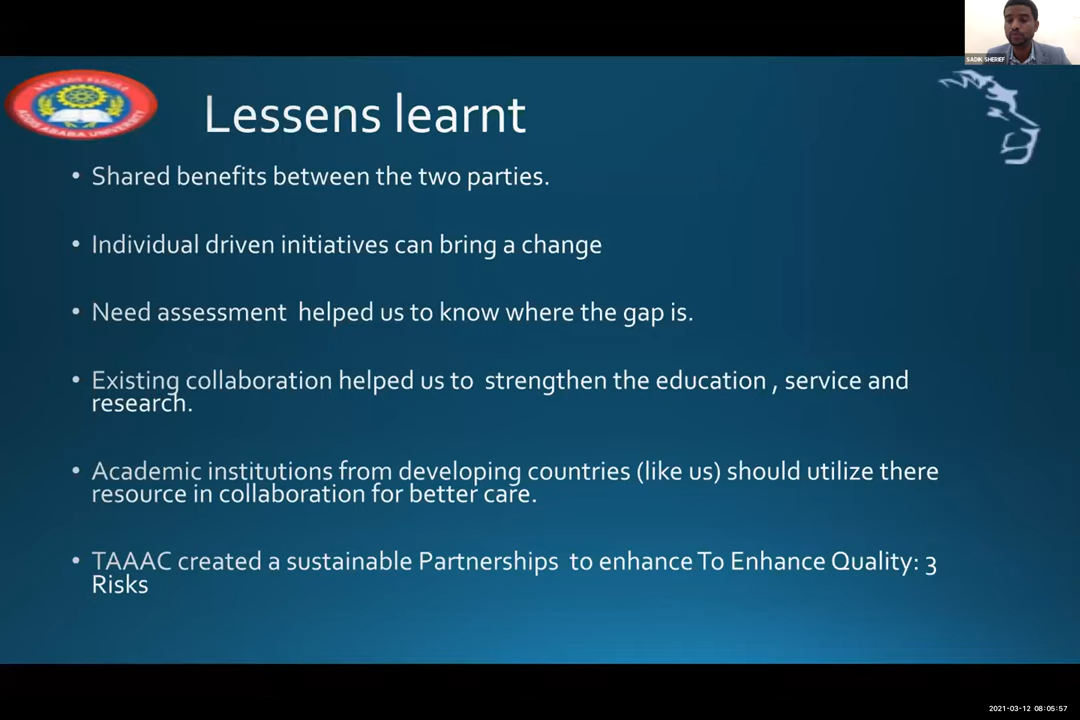 SADIK SHERIEF
ADDIS ABABA UNIVERSITY
Lessens learnt
• Shared benefits between the two parties.
• Individual driven initiatives can bring a change
• Need assessment  helped us to know where the gap is.
• Existing collaboration helped us to  strengthen the education , service and
research.
• Academic institutions from developing countries (like us) should utilize there
resource in collaboration for better care.
• TAAAC created a sustainable Partnerships  to enhance To Enhance Quality: 3
Risks
2021-03-12 08:05:57